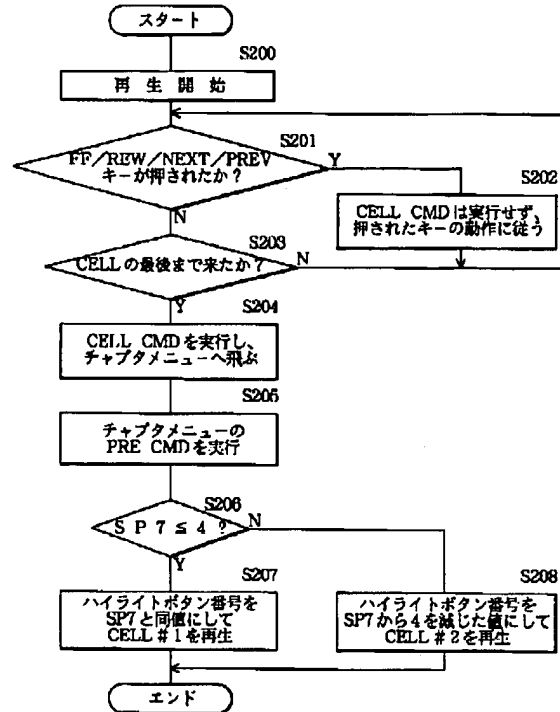 スタート
S200
再生開始
S201
FF／REW／NEXT／PREV
キーが押されたか？
Y
N
S202
CELL CMDは実行せず、
押されたキーの動作に従う
S203
CELLの最後まで来たか？
N
Y
S204
CELL CMDを実行し、
チャプタメニューへ飛ぶ
S205
チャプタメニューの
PRE CMDを実行
S206
SP7≦4？
N
Y
S207
ハイライトボタン番号を
SP7と同値にして
CELL＃1を再生
S208
ハイライトボタン番号を
SP7から4を減じた値にして
CELL＃2を再生
エンド